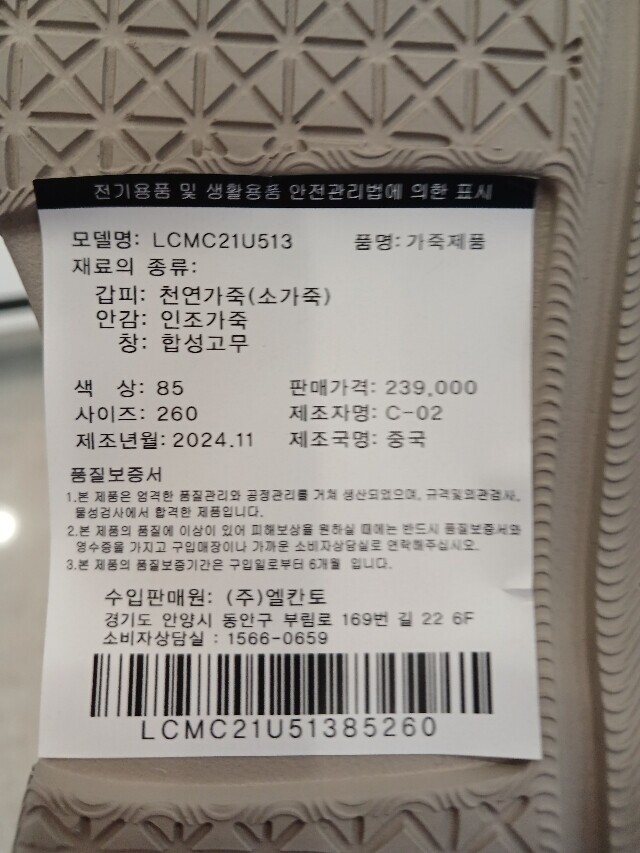 전기용품 및 생활용품 안전관리법에 의한 표시
모델명: LCMC21U513 품명: 가죽제품
재료의 종류:
갑피: 천연가죽(소가죽)
안감: 인조가죽
창: 합성고무
색 상: 85 판매가격: 239,000
사이즈: 260 제조자명: C-02
제조년월: 2024.11 제조국명: 중국
품질보증서
1.본 제품은 엄격한 품질관리와 공정관리를 거쳐 생산되었으며, 규격및외관검사,
물성검사에서 합격한 제품입니다.
2.본 제품의 품질에 이상이 있어 피해보상을 원하실 때에는 반드시 품질보증서와
영수증을 가지고 구입매장이나 가까운 소비자상담실로 연락해주십시오.
3.본 제품의 품질보증기간은 구입일로부터 6개월 입니다.
수입판매원: (주)엘칸토
경기도 안양시 동안구 부림로 169번 길 22 6F
소비자상담실 : 1566-0659
LCMC21U51385260